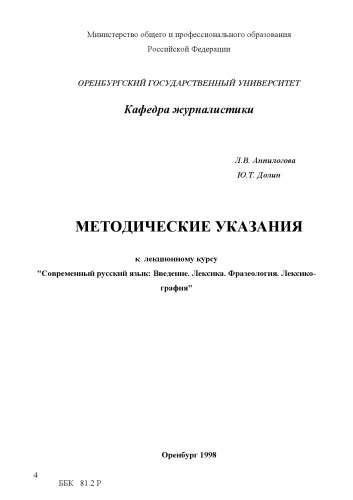 Министерство общего и профессионального образования
Российской Федерации
ОРЕНБУРГСКИЙ ГОСУДАРСТВЕННЫЙ УНИВЕРСИТЕТ
Кафедра журналистики
Л.В. Анпилогова
Ю.Т. Долин
МЕТОДИЧЕСКИЕ УКАЗАНИЯ
к лекционному курсу
"Современный русский язык: Введение. Лексика. Фразеология. Лексико-
графия"
Оренбург 1998
4
ББК 81.2 Р